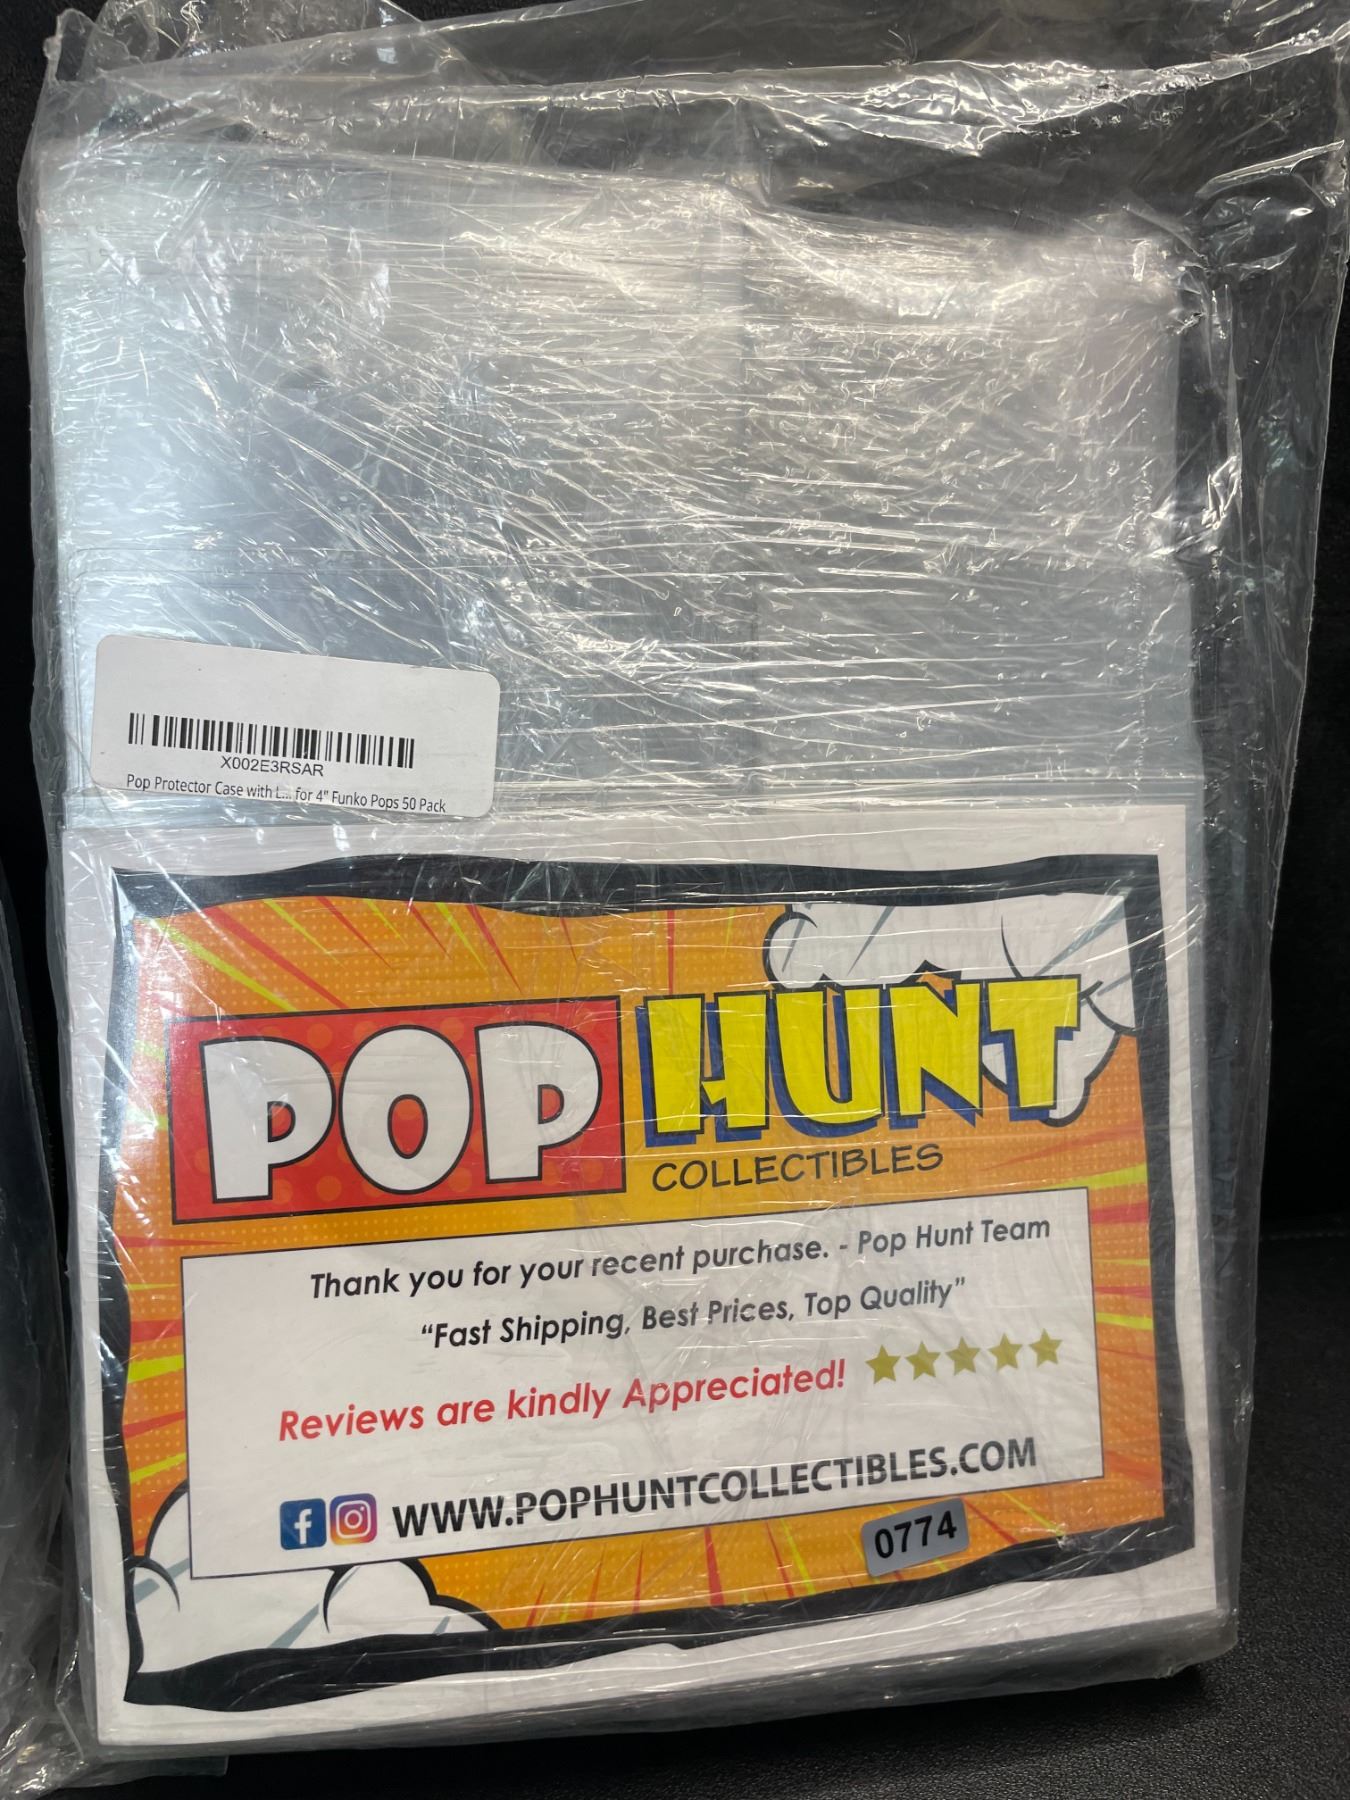 X002E3RSAR
Pop Protector Case with L... for 4" Funko Pops 50 Pack
POP HUNT
COLLECTIBLES
Thank you for your recent purchase. - Pop Hunt Team
“Fast Shipping, Best Prices, Top Quality”
Reviews are kindly Appreciated!
f WWW.POPHUNTCOLLECTIBLES.COM
0774